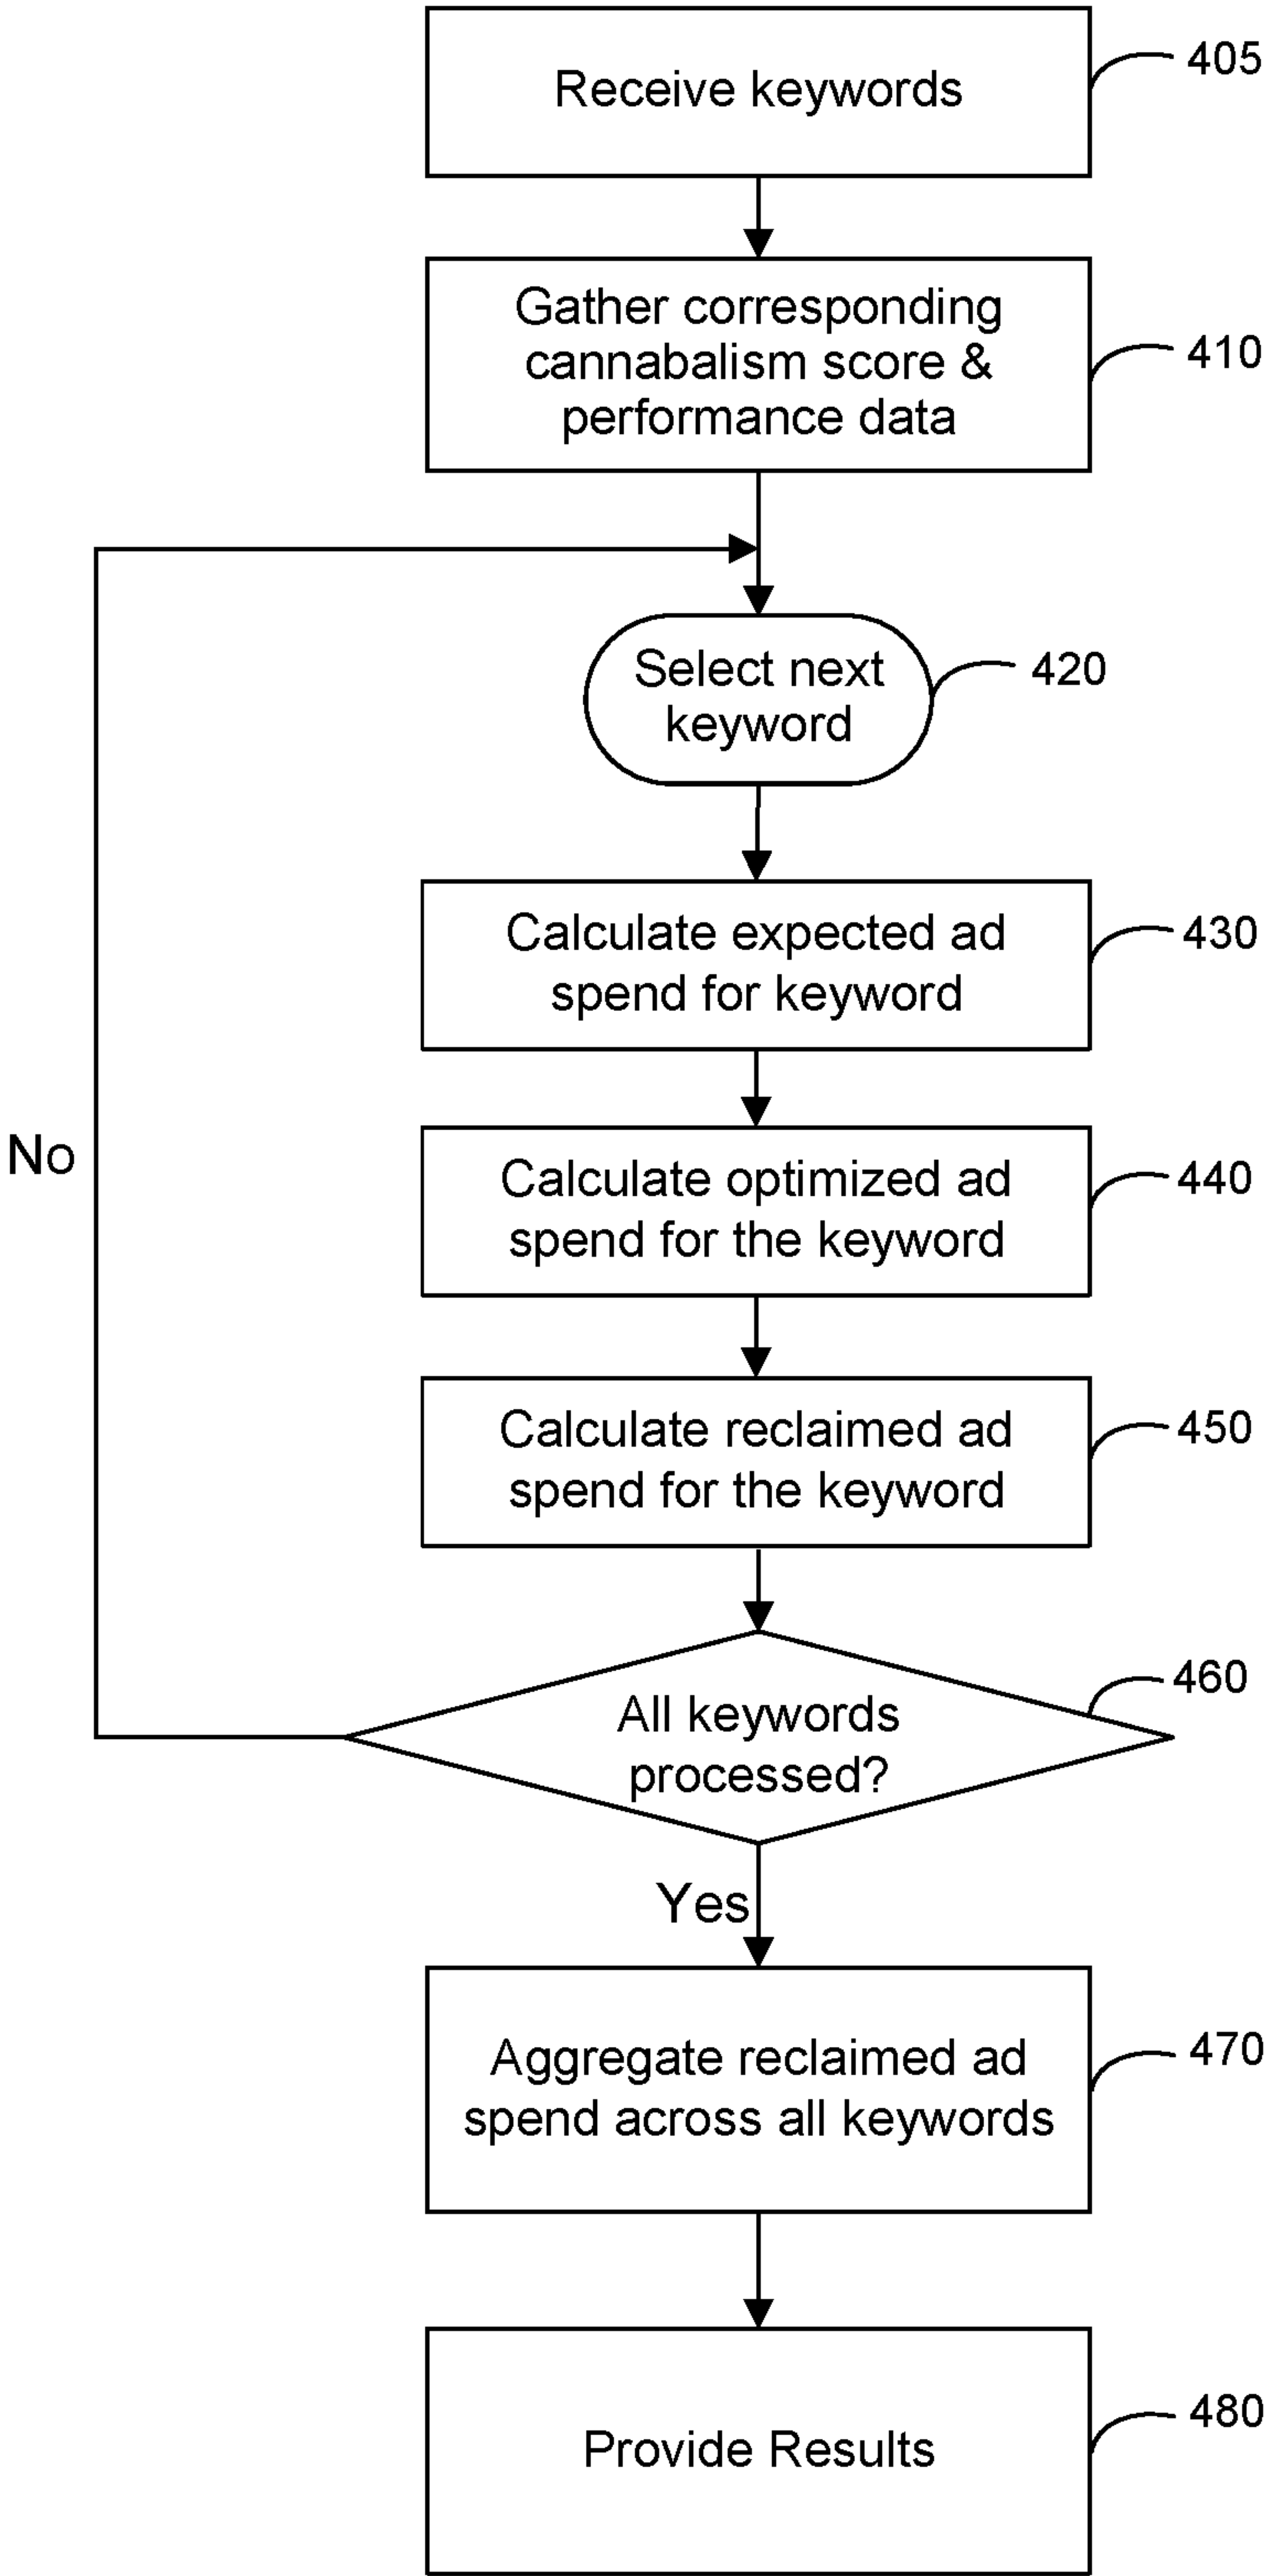 Receive keywords
405
Gather corresponding
cannabalism score &
performance data
410
Select next
keyword
420
Calculate expected ad
spend for keyword
430
Calculate optimized ad
spend for the keyword
440
No
Calculate reclaimed ad
spend for the keyword
450
All keywords
processed?
460
Yes
Aggregate reclaimed ad
spend across all keywords
470
Provide Results
480